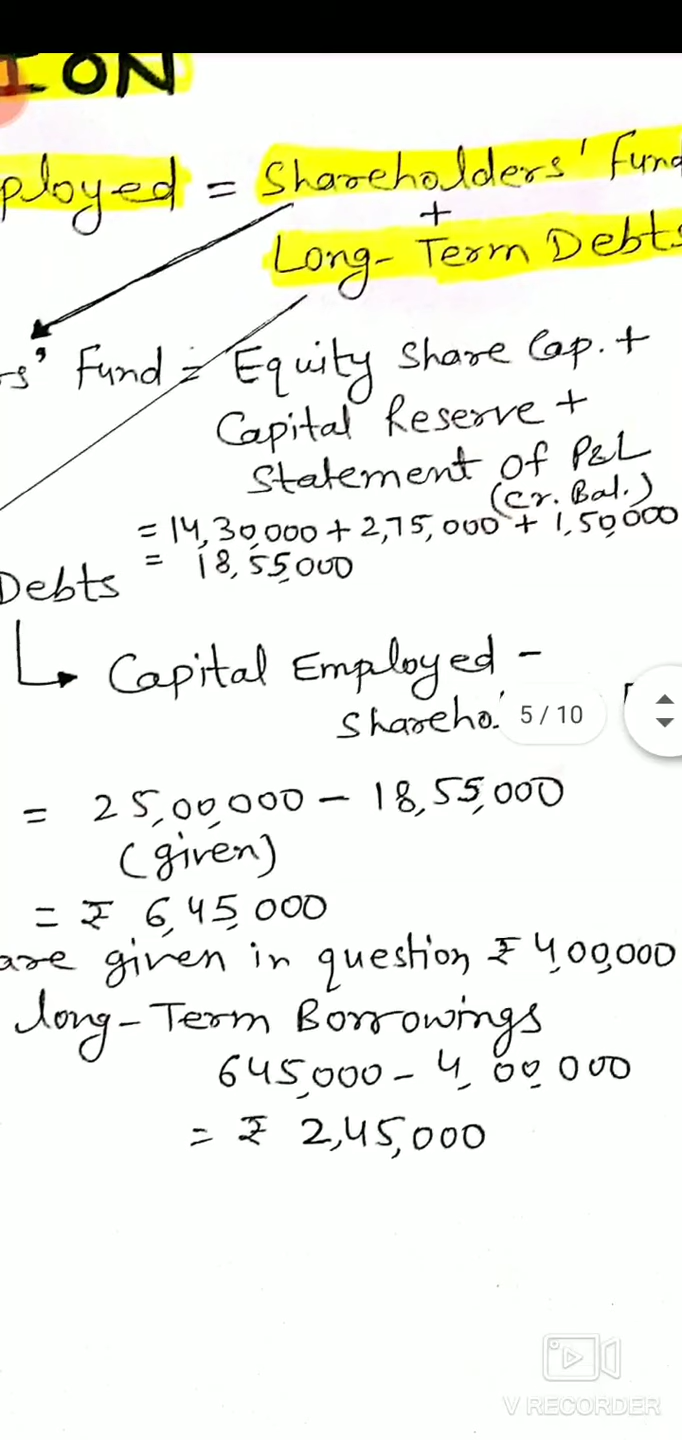 ION
ployed = Shareholders' Fund
+
Long-Term Debts
rs' Fund = Equity Share Cap. +
Capital Reserve +
Statement of P&L
(Cr. Bal.)
= 14,30,000 + 2,75,000 + 1,50,000
= 18,55,000
Debts
Capital Employed -
Shareho.
5 / 10
= 25,00,000 - 18,55,000
(given)
= ₹ 6,45,000
are given in question ₹ 4,00,000
long-Term Borrowings
645,000 - 4,00,000
= ₹ 2,45,000
V RECORDER